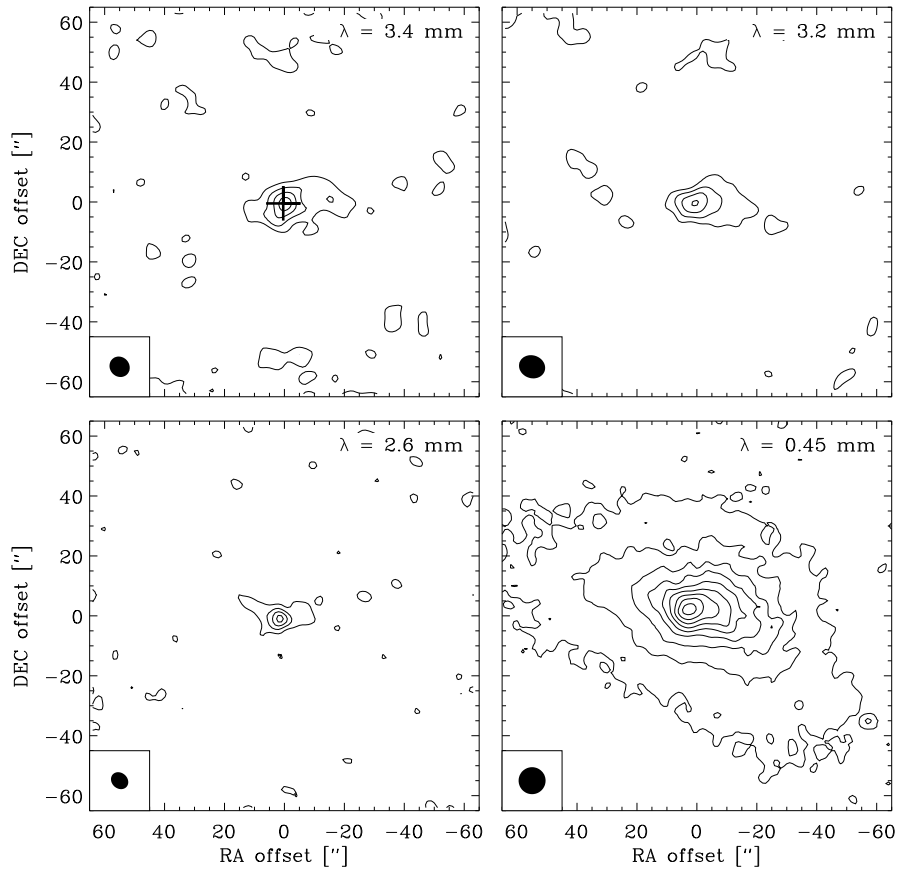 λ = 3.4 mm
λ = 3.2 mm
60
40
20
0
−20
−40
−60
DEC offset ["]
λ = 2.6 mm
λ = 0.45 mm
60
40
20
0
−20
−40
−60
DEC offset ["]
60 40 20 0 −20 −40 −60
60 40 20 0 −20 −40 −60
RA offset ["]
RA offset ["]